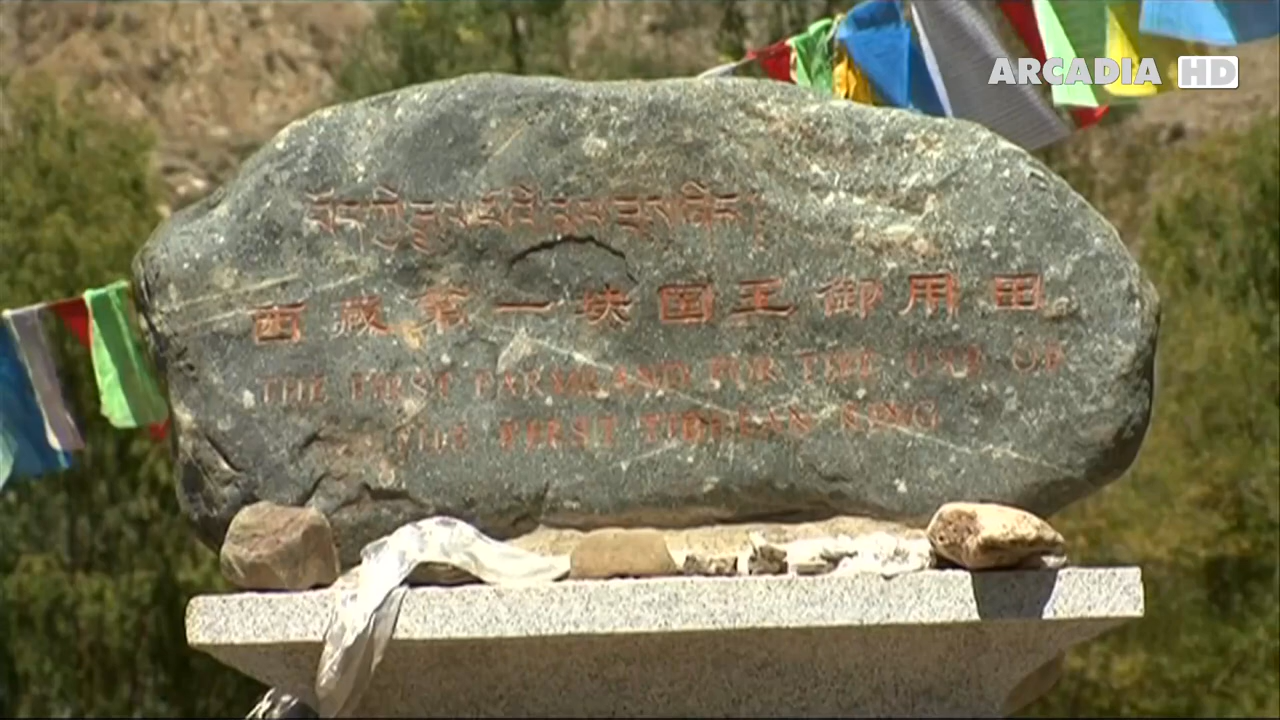 ARCADIA HD
西藏第一块国王御用田
THE FIRST FARMLAND FOR THE USE OF
THE FIRST TIBETAN KING